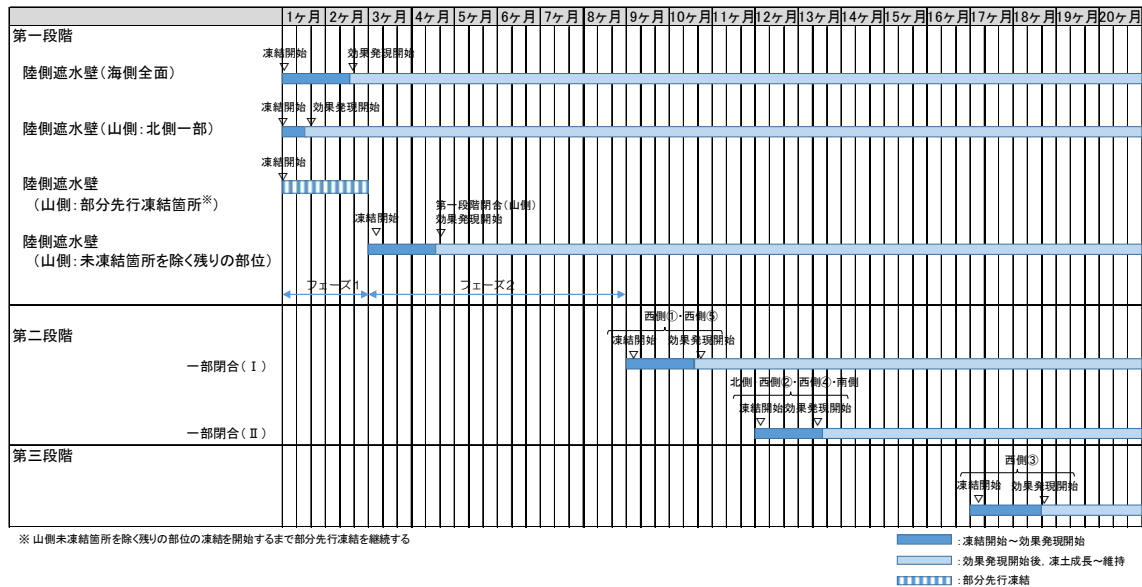 1ヶ月 2ヶ月 3ヶ月 4ヶ月 5ヶ月 6ヶ月 7ヶ月 8ヶ月 9ヶ月 10ヶ月 11ヶ月 12ヶ月 13ヶ月 14ヶ月 15ヶ月 16ヶ月 17ヶ月 18ヶ月 19ヶ月 20ヶ月
第一段階
凍結開始 効果発現開始
陸側遮水壁(海側全面)
凍結開始 効果発現開始
陸側遮水壁(山側:北側一部)
凍結開始
陸側遮水壁
(山側:部分先行凍結箇所※)
第一段階閉合(山側)
凍結開始 効果発現開始
陸側遮水壁
(山側:未凍結箇所を除く残りの部位)
フェーズ1 フェーズ2
第二段階
西側①・西側⑤
凍結開始 効果発現開始
一部閉合(Ⅰ)
北側・西側②・西側④・南側
凍結開始 効果発現開始
一部閉合(Ⅱ)
第三段階
西側③
凍結開始 効果発現開始
※ 山側未凍結箇所を除く残りの部位の凍結を開始するまで部分先行凍結を継続する
:凍結開始~効果発現開始
:効果発現開始後、凍土成長~維持
:部分先行凍結